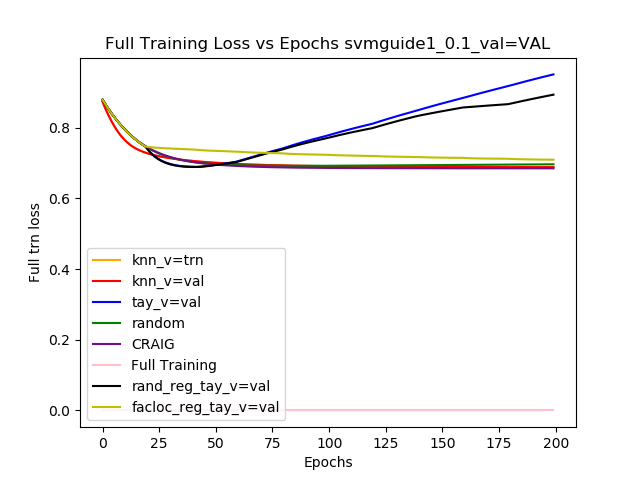 Full Training Loss vs Epochs svmguide1_0.1_val=VAL
Full trn loss
0.8
0.6
0.4
0.2
0.0
knn_v=trn
knn_v=val
tay_v=val
random
CRAIG
Full Training
rand_reg_tay_v=val
facloc_reg_tay_v=val
0 25 50 75 100 125 150 175 200
Epochs